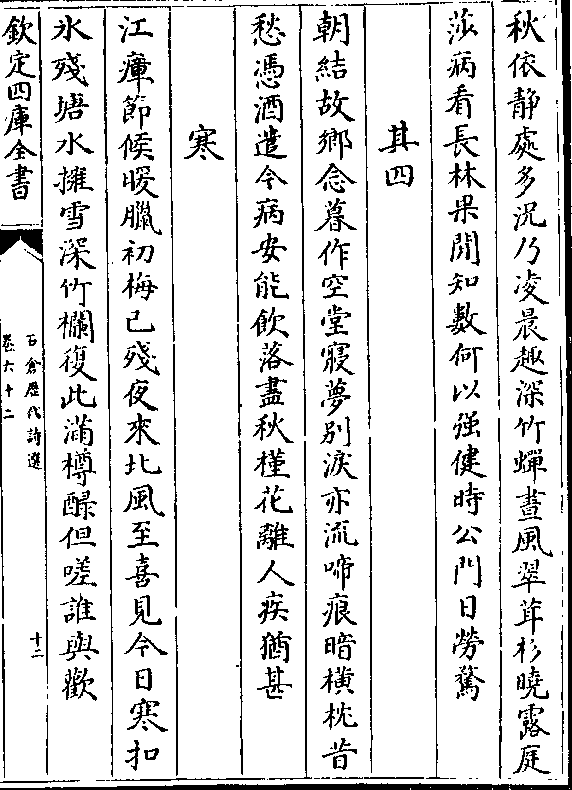 秋依靜處多況乃凌晨趣深竹蟬晝風翠茸杉曉露庭
莎病看長林果閒知數何以强健時公門日勞騖
其四
朝結故鄉念暮作空堂寢夢別淚亦流啼痕暗橫枕昔
愁憑酒遣今病安能飲落盡秋槿花離人疾猶甚
寒
江瘴節候暖臘初梅已殘夜來北風至喜見今日寒扣
氷殘塘水擁雪深竹欄復此滿樽醁但嗟誰與歡
欽定四庫全書
石倉歴代詩選
卷六十二
十二